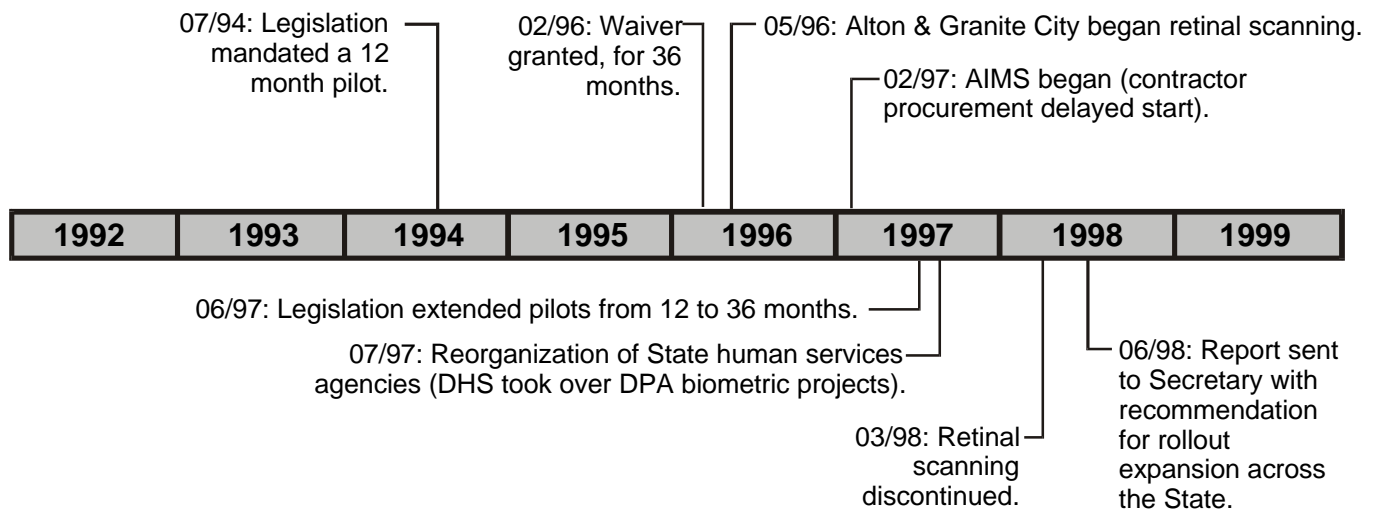 07/94: Legislation
mandated a 12
month pilot.
02/96: Waiver
granted, for 36
months.
05/96: Alton & Granite City began retinal scanning.
02/97: AIMS began (contractor
procurement delayed start).
1992 1993 1994 1995 1996 1997 1998 1999
06/97: Legislation extended pilots from 12 to 36 months.
07/97: Reorganization of State human services
agencies (DHS took over DPA biometric projects).
03/98: Retinal
scanning
discontinued.
06/98: Report sent
to Secretary with
recommendation
for rollout
expansion across
the State.